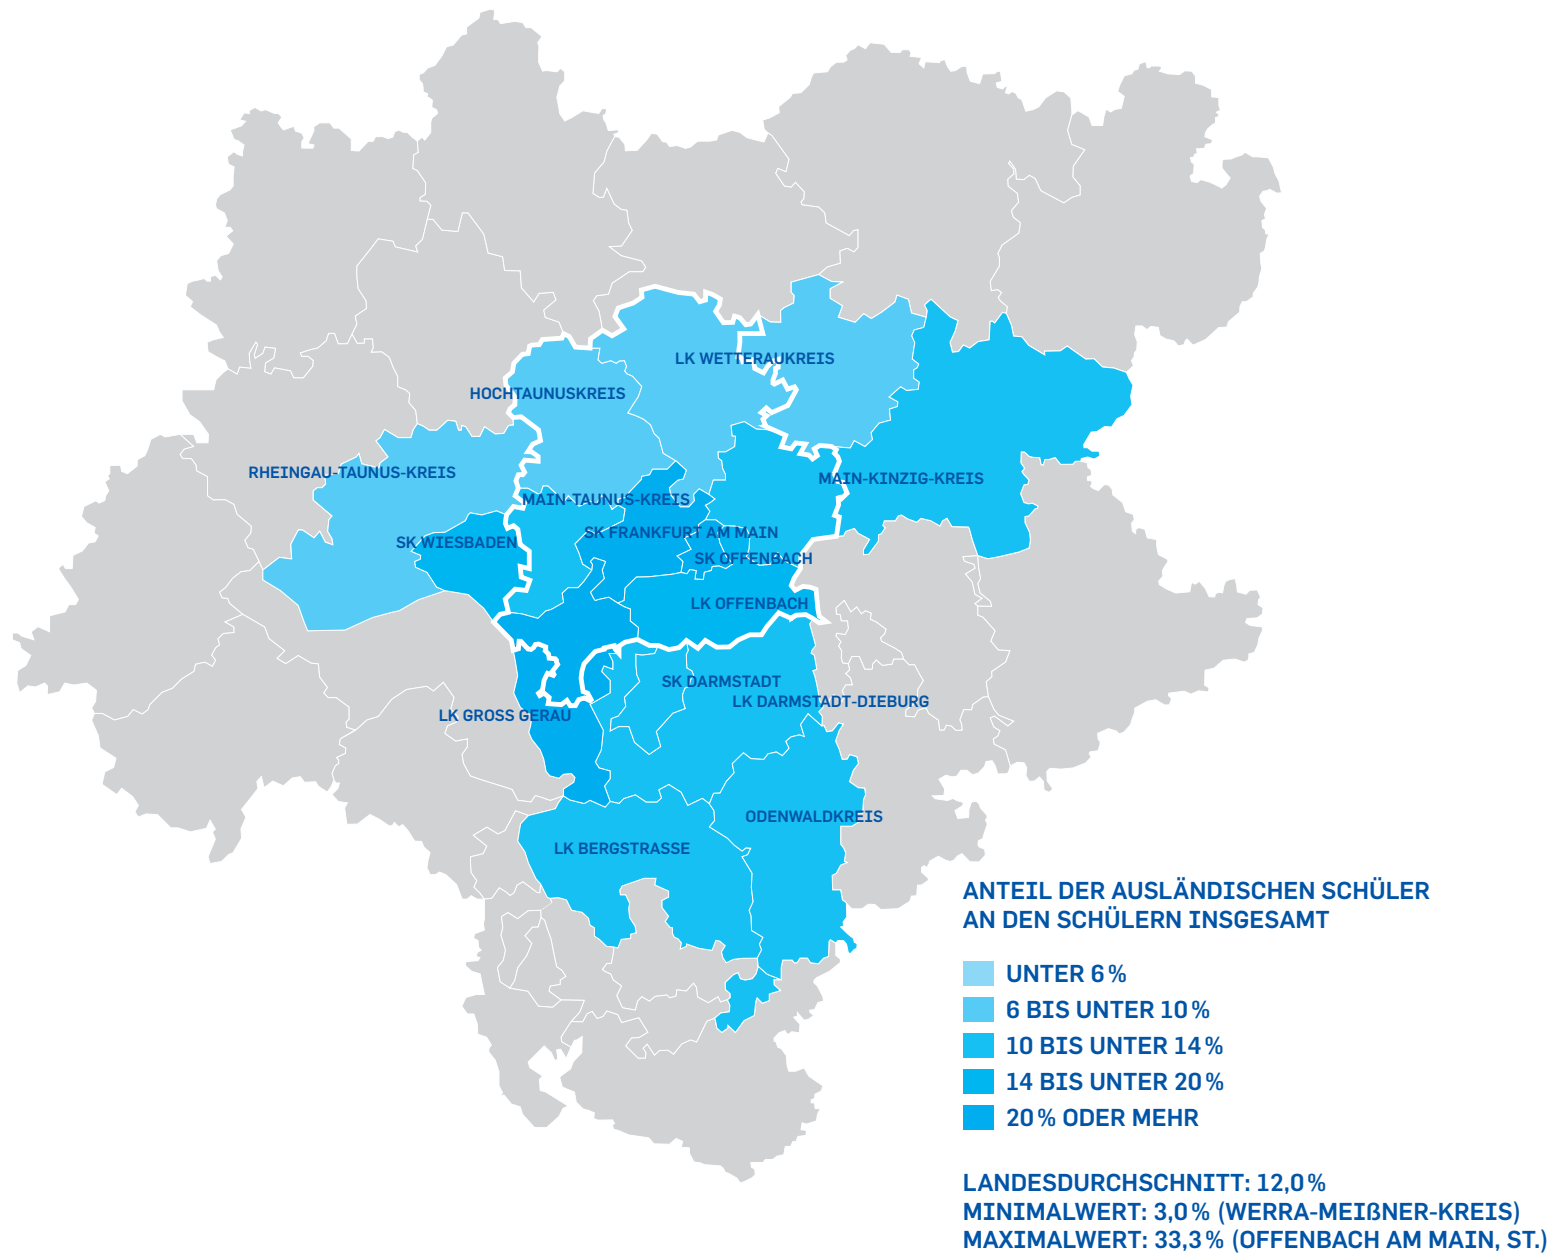 LK WETTERAUKREIS
HOCHTAUNUSKREIS
RHEINGAU-TAUNUS-KREIS
MAIN-KINZIG-KREIS
MAIN-TAUNUS-KREIS
SK FRANKFURT AM MAIN
SK WIESBADEN
SK OFFENBACH
LK OFFENBACH
SK DARMSTADT
LK DARMSTADT-DIEBURG
LK GROSS GERAU
ODENWALDKREIS
LK BERGSTRASSE
ANTEIL DER AUSLÄNDISCHEN SCHÜLER
AN DEN SCHÜLERN INSGESAMT
UNTER 6 %
6 BIS UNTER 10 %
10 BIS UNTER 14 %
14 BIS UNTER 20 %
20 % ODER MEHR
LANDESDURCHSCHNITT: 12,0 %
MINIMALWERT: 3,0 % (WERRA-MEIßNER-KREIS)
MAXIMALWERT: 33,3 % (OFFENBACH AM MAIN, ST.)